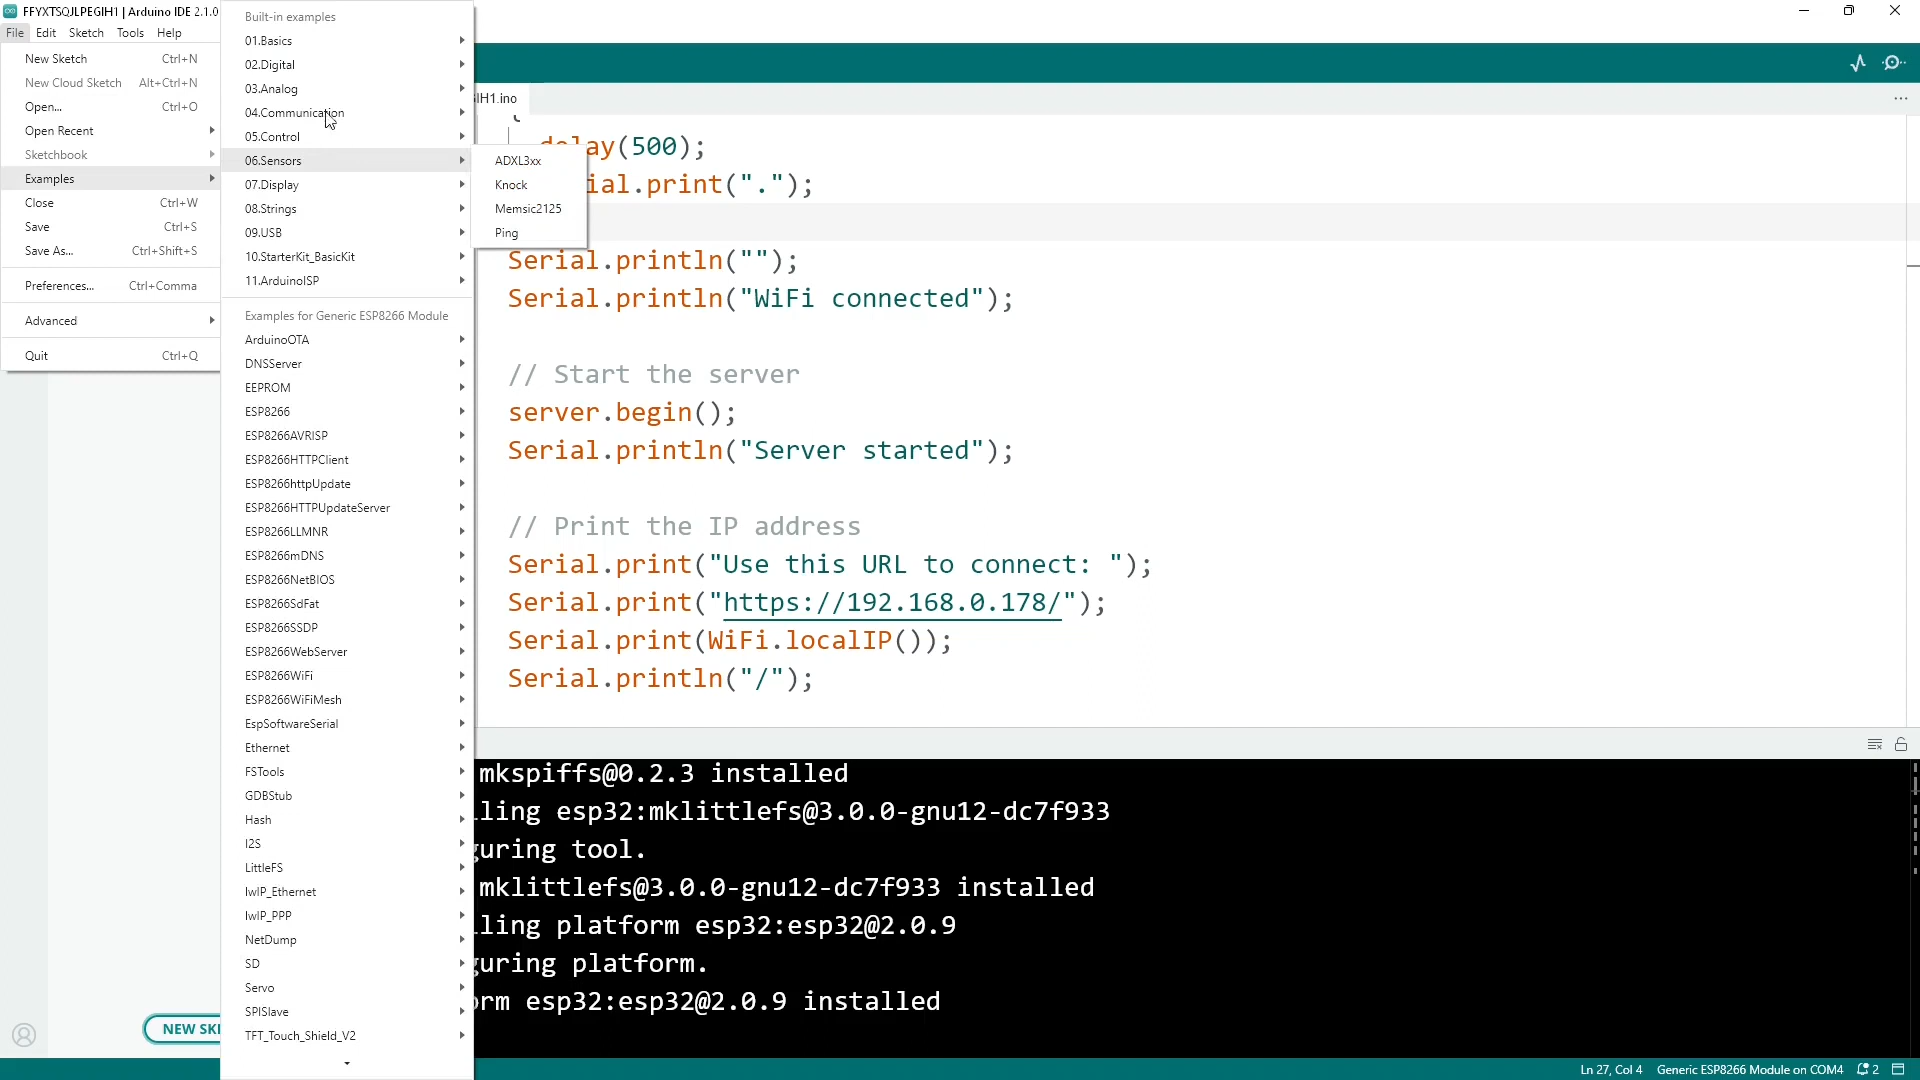 FFYXTSQJLPEGIH1 | Arduino IDE 2.1.0
File Edit Sketch Tools Help
New Sketch Ctrl+N
New Cloud Sketch Alt+Ctrl+N
Open... Ctrl+O
Open Recent
Sketchbook
Examples
Close Ctrl+W
Save Ctrl+S
Save As... Ctrl+Shift+S
Preferences... Ctrl+Comma
Advanced
Quit Ctrl+Q
NEW SK
Built-in examples
01.Basics
02.Digital
03.Analog
04.Communication
05.Control
06.Sensors
07.Display
08.Strings
09.USB
10.StarterKit_BasicKit
11.ArduinoISP
Examples for Generic ESP8266 Module
ArduinoOTA
DNSServer
EEPROM
ESP8266
ESP8266AVRISP
ESP8266HTTPClient
ESP8266httpUpdate
ESP8266HTTPUpdateServer
ESP8266LLMNR
ESP8266mDNS
ESP8266NetBIOS
ESP8266SdFat
ESP8266SSDP
ESP8266WebServer
ESP8266WiFi
ESP8266WiFiMesh
EspSoftwareSerial
Ethernet
FSTools
GDBStub
Hash
I2S
LittleFS
lwIP_Ethernet
lwIP_PPP
NetDump
SD
Servo
SPISlave
TFT_Touch_Shield_V2
ADXL3xx
Knock
Memsic2125
Ping
IH1.ino
delay(500);
ial.print(".");
Serial.println("");
Serial.println("WiFi connected");
// Start the server
server.begin();
Serial.println("Server started");
// Print the IP address
Serial.print("Use this URL to connect: ");
Serial.print("https://192.168.0.178/");
Serial.print(WiFi.localIP());
Serial.println("/");
mkspiffs@0.2.3 installed
ling esp32:mklittlefs@3.0.0-gnu12-dc7f933
guring tool.
mklittlefs@3.0.0-gnu12-dc7f933 installed
ling platform esp32:esp32@2.0.9
guring platform.
orm esp32:esp32@2.0.9 installed
Ln 27, Col 4 Generic ESP8266 Module on COM4 2